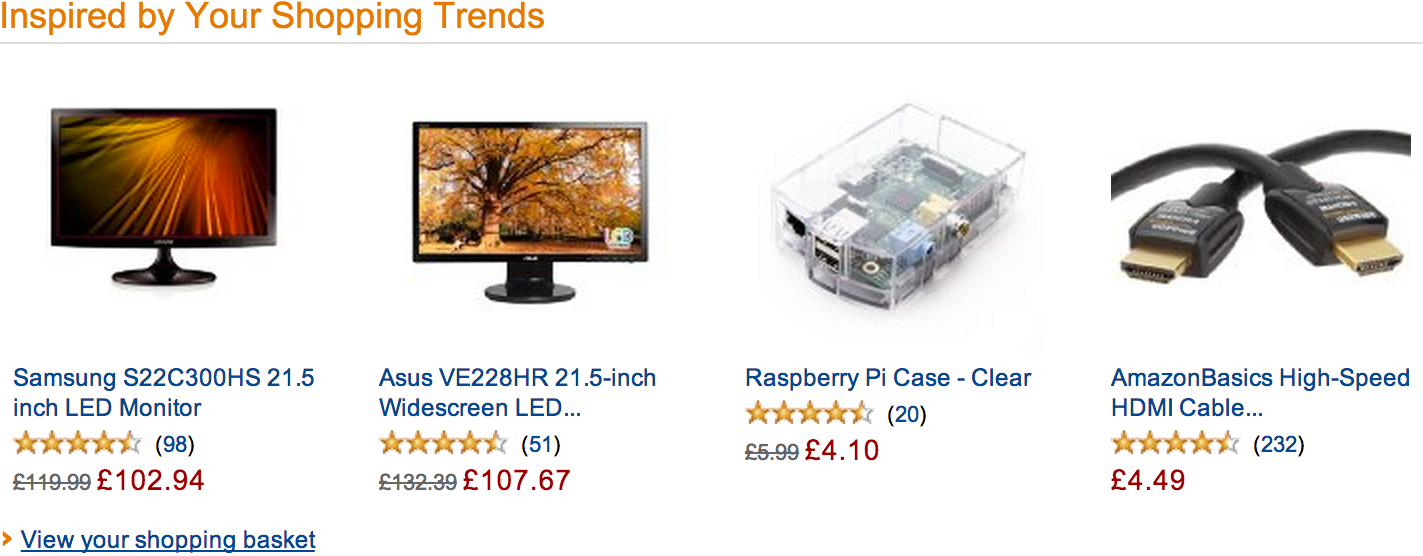 Inspired by Your Shopping Trends
Samsung S22C300HS 21.5
inch LED Monitor
(98)
£119.99 £102.94
Asus VE228HR 21.5-inch
Widescreen LED...
(51)
£132.39 £107.67
Raspberry Pi Case - Clear
(20)
£5.99 £4.10
AmazonBasics High-Speed
HDMI Cable...
(232)
£4.49
› View your shopping basket